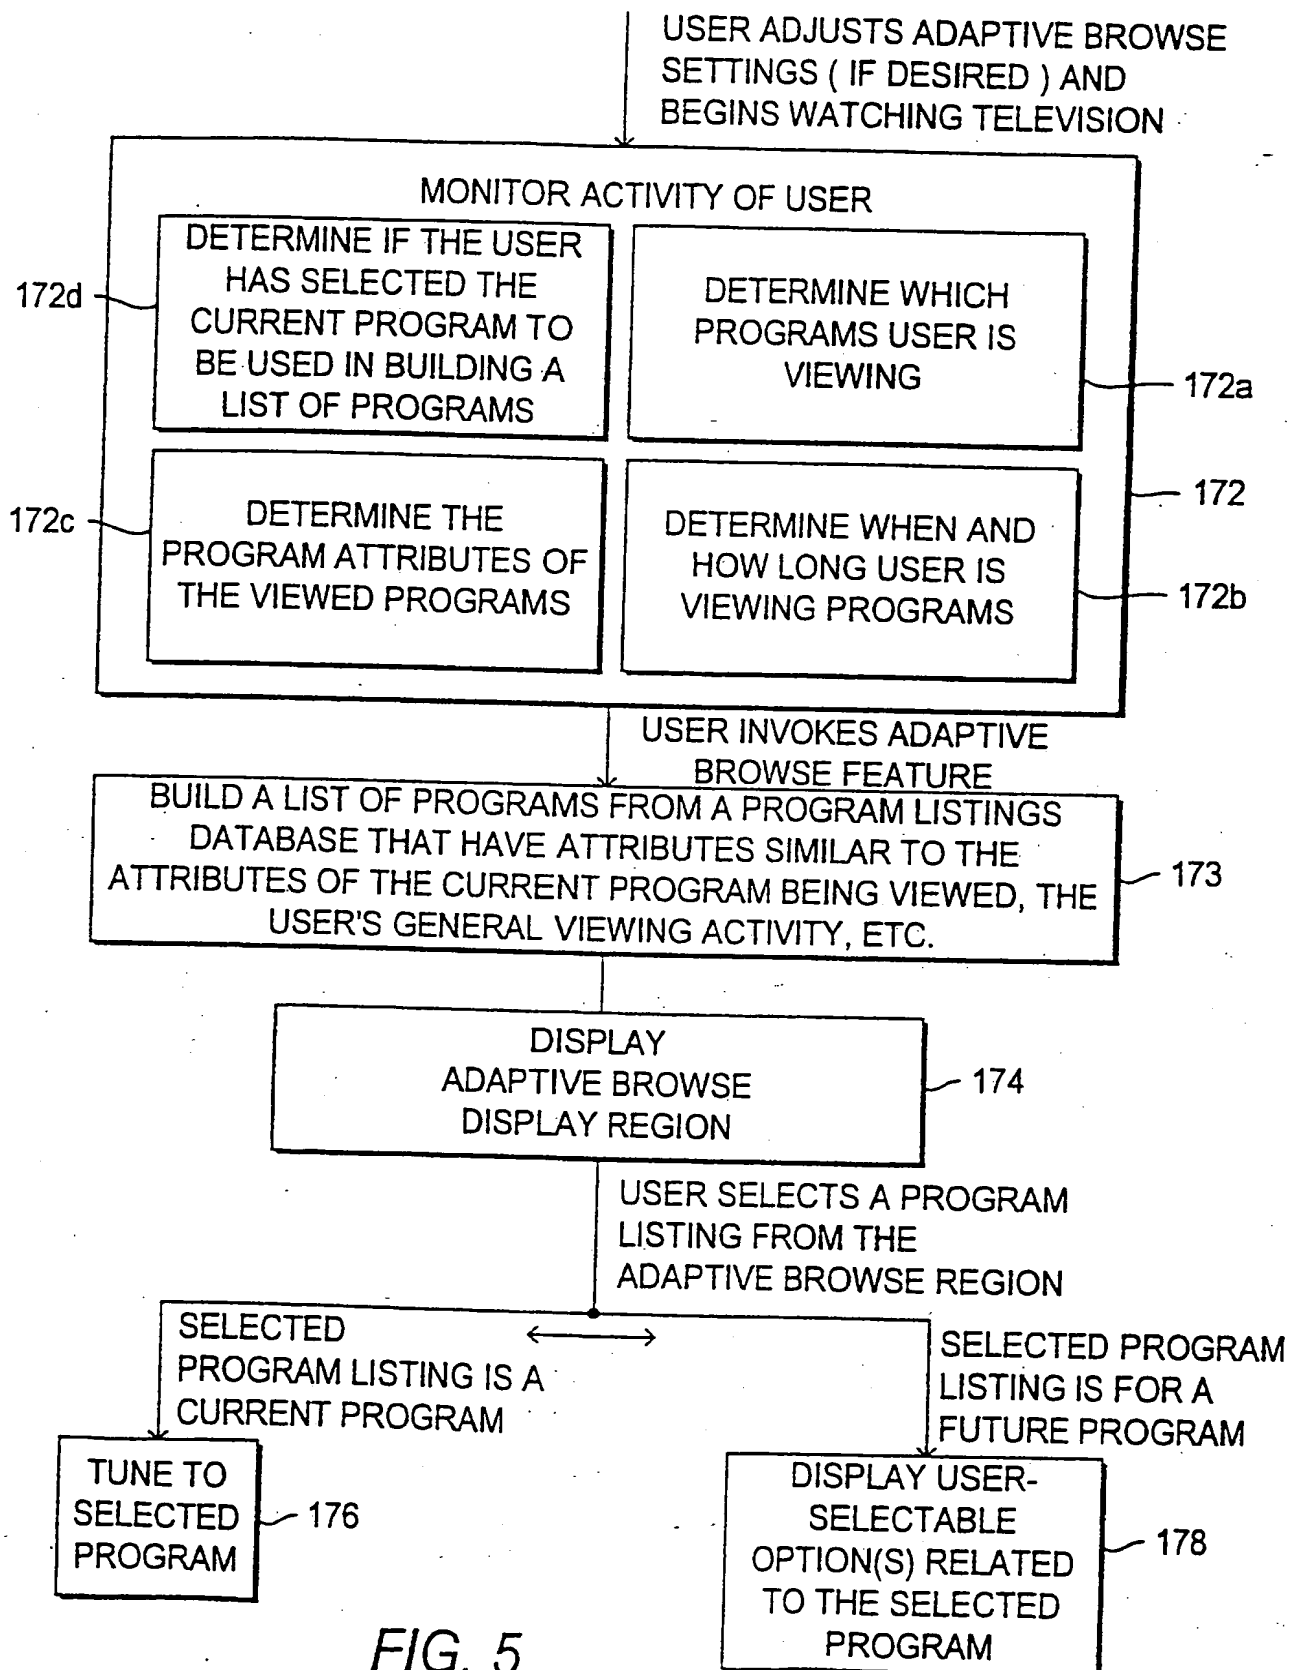 USER ADJUSTS ADAPTIVE BROWSE
SETTINGS ( IF DESIRED ) AND
BEGINS WATCHING TELEVISION
MONITOR ACTIVITY OF USER
172d
DETERMINE IF THE USER
HAS SELECTED THE
CURRENT PROGRAM TO
BE USED IN BUILDING A
LIST OF PROGRAMS
DETERMINE WHICH
PROGRAMS USER IS
VIEWING
172a
172c
DETERMINE THE
PROGRAM ATTRIBUTES OF
THE VIEWED PROGRAMS
DETERMINE WHEN AND
HOW LONG USER IS
VIEWING PROGRAMS
172
172b
USER INVOKES ADAPTIVE
BROWSE FEATURE
BUILD A LIST OF PROGRAMS FROM A PROGRAM LISTINGS
DATABASE THAT HAVE ATTRIBUTES SIMILAR TO THE
ATTRIBUTES OF THE CURRENT PROGRAM BEING VIEWED, THE
USER'S GENERAL VIEWING ACTIVITY, ETC.
173
DISPLAY
ADAPTIVE BROWSE
DISPLAY REGION
174
USER SELECTS A PROGRAM
LISTING FROM THE
ADAPTIVE BROWSE REGION
SELECTED
PROGRAM LISTING IS A
CURRENT PROGRAM
SELECTED PROGRAM
LISTING IS FOR A
FUTURE PROGRAM
TUNE TO
SELECTED
PROGRAM
176
DISPLAY USER-
SELECTABLE
OPTION(S) RELATED
TO THE SELECTED
PROGRAM
178
FIG. 5